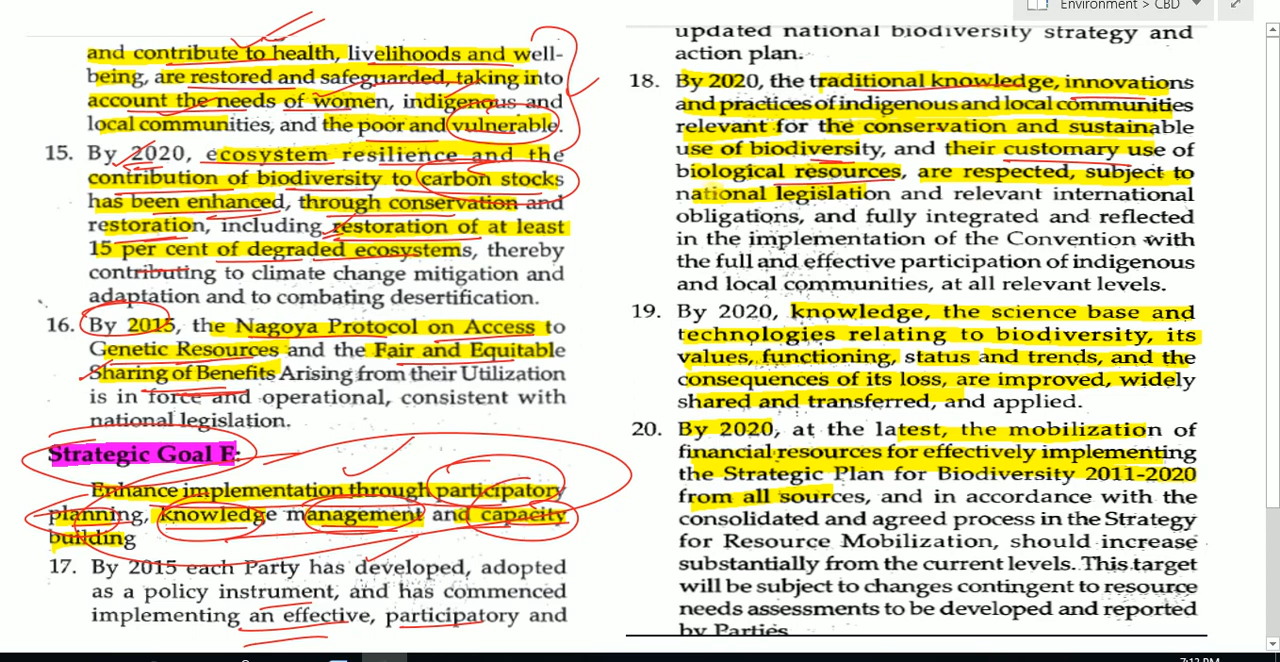 Environment > CBD
and contribute to health, livelihoods and well-
being, are restored and safeguarded, taking into
account the needs of women, indigenous and
local communities, and the poor and vulnerable.
15. By 2020, ecosystem resilience and the
contribution of biodiversity to carbon stocks
has been enhanced, through conservation and
restoration, including restoration of at least
15 per cent of degraded ecosystems, thereby
contributing to climate change mitigation and
adaptation and to combating desertification.
16. By 2015, the Nagoya Protocol on Access to
Genetic Resources and the Fair and Equitable
Sharing of Benefits Arising from their Utilization
is in force and operational, consistent with
national legislation.
Strategic Goal E:
Enhance implementation through participatory
planning, knowledge management and capacity
building
17. By 2015 each Party has developed, adopted
as a policy instrument, and has commenced
implementing an effective, participatory and
updated national biodiversity strategy and
action plan.
18. By 2020, the traditional knowledge, innovations
and practices of indigenous and local communities
relevant for the conservation and sustainable
use of biodiversity, and their customary use of
biological resources, are respected, subject to
national legislation and relevant international
obligations, and fully integrated and reflected
in the implementation of the Convention with
the full and effective participation of indigenous
and local communities, at all relevant levels.
19. By 2020, knowledge, the science base and
technologies relating to biodiversity, its
values, functioning, status and trends, and the
consequences of its loss, are improved, widely
shared and transferred, and applied.
20. By 2020, at the latest, the mobilization of
financial resources for effectively implementing
the Strategic Plan for Biodiversity 2011-2020
from all sources, and in accordance with the
consolidated and agreed process in the Strategy
for Resource Mobilization, should increase
substantially from the current levels. This target
will be subject to changes contingent to resource
needs assessments to be developed and reported
by Parties
7:12 PM